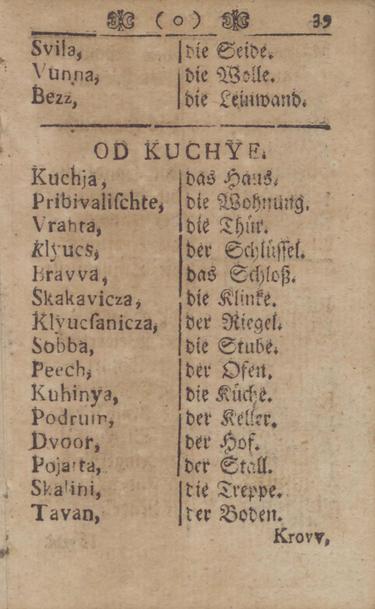 ( o ) 39
Svila, die Seide.
Vunna, die Wolle.
Bezz, die Leinwand.
OD KUCHYE.
Kuchja, das Haus.
Pribivaliſchte, die Wohnung.
Vrahta, die Thür.
Klyucs, der Schlüſſel.
Bravva, das Schloß.
Skakavicza, die Klinke.
Klyucſanicza, der Riegel.
Sobba, die Stube.
Peech, der Ofen.
Kuhinya, die Küche.
Podrum, der Keller.
Dvoor, der Hof.
Pojatta, der Stall.
Skalini, die Treppe.
Tavan, der Boden.
Krovv,